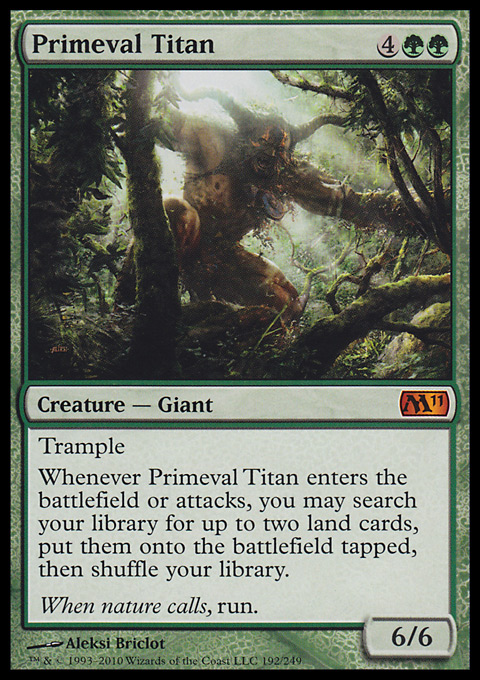 Primeval Titan 4
Creature — Giant
M11
Trample
Whenever Primeval Titan enters the
battlefield or attacks, you may search
your library for up to two land cards,
put them onto the battlefield tapped,
then shuffle your library.
When nature calls, run.
Aleksi Briclot
6/6
™ & © 1993–2010 Wizards of the Coast LLC 192/249